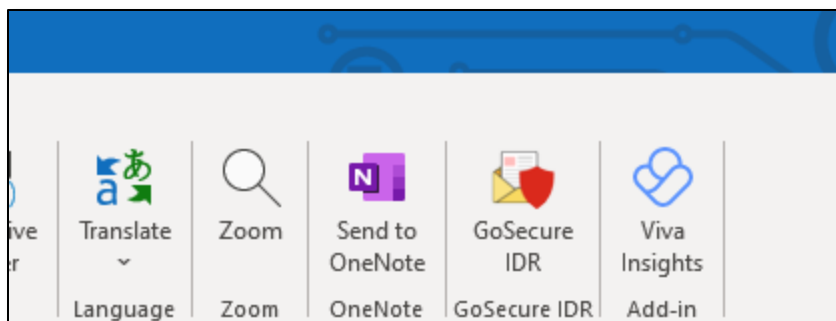 Translate
Zoom
Send to
OneNote
GoSecure
IDR
Viva
Insights
Language
Zoom
OneNote
GoSecure IDR
Add-in